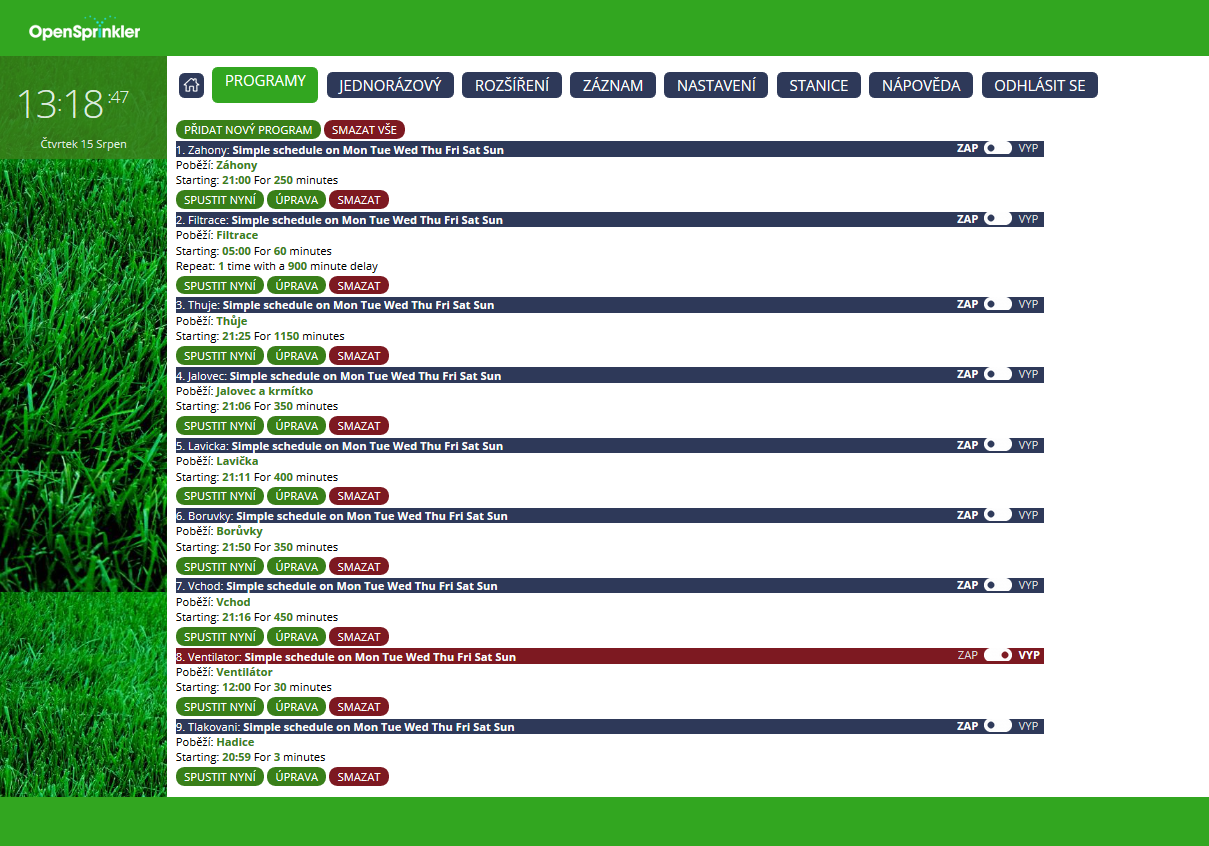 OpenSprinkler
13:18:47
Čtvrtek 15 Srpen
PROGRAMY JEDNORÁZOVÝ ROZŠÍŘENÍ ZÁZNAM NASTAVENÍ STANICE NÁPOVĚDA ODHLÁSIT SE
PŘIDAT NOVÝ PROGRAM SMAZAT VŠE
1. Zahony: Simple schedule on Mon Tue Wed Thu Fri Sat Sun ZAP VYP
Poběží: Záhony
Starting: 21:00 For 250 minutes
SPUSTIT NYNÍ ÚPRAVA SMAZAT
2. Filtrace: Simple schedule on Mon Tue Wed Thu Fri Sat Sun ZAP VYP
Poběží: Filtrace
Starting: 05:00 For 60 minutes
Repeat: 1 time with a 900 minute delay
SPUSTIT NYNÍ ÚPRAVA SMAZAT
3. Thuje: Simple schedule on Mon Tue Wed Thu Fri Sat Sun ZAP VYP
Poběží: Thůje
Starting: 21:25 For 1150 minutes
SPUSTIT NYNÍ ÚPRAVA SMAZAT
4. Jalovec: Simple schedule on Mon Tue Wed Thu Fri Sat Sun ZAP VYP
Poběží: Jalovec a krmítko
Starting: 21:06 For 350 minutes
SPUSTIT NYNÍ ÚPRAVA SMAZAT
5. Lavicka: Simple schedule on Mon Tue Wed Thu Fri Sat Sun ZAP VYP
Poběží: Lavička
Starting: 21:11 For 400 minutes
SPUSTIT NYNÍ ÚPRAVA SMAZAT
6. Boruvky: Simple schedule on Mon Tue Wed Thu Fri Sat Sun ZAP VYP
Poběží: Borůvky
Starting: 21:50 For 350 minutes
SPUSTIT NYNÍ ÚPRAVA SMAZAT
7. Vchod: Simple schedule on Mon Tue Wed Thu Fri Sat Sun ZAP VYP
Poběží: Vchod
Starting: 21:16 For 450 minutes
SPUSTIT NYNÍ ÚPRAVA SMAZAT
8. Ventilator: Simple schedule on Mon Tue Wed Thu Fri Sat Sun ZAP VYP
Poběží: Ventilátor
Starting: 12:00 For 30 minutes
SPUSTIT NYNÍ ÚPRAVA SMAZAT
9. Tlakovani: Simple schedule on Mon Tue Wed Thu Fri Sat Sun ZAP VYP
Poběží: Hadice
Starting: 20:59 For 3 minutes
SPUSTIT NYNÍ ÚPRAVA SMAZAT